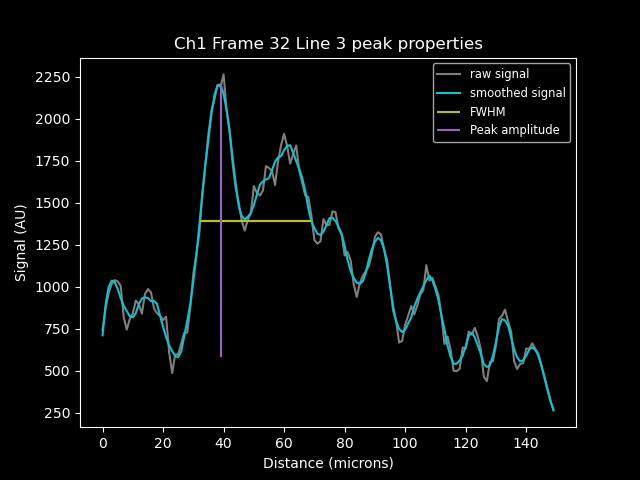 Ch1 Frame 32 Line 3 peak properties
raw signal
smoothed signal
FWHM
Peak amplitude
Signal (AU)
2250
2000
1750
1500
1250
1000
750
500
250
0 20 40 60 80 100 120 140
Distance (microns)